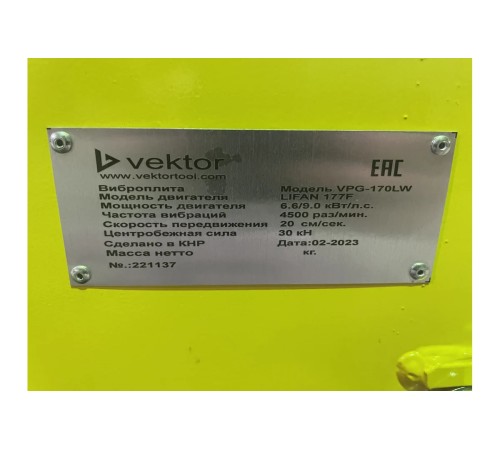 vektor EAC
www.vektortool.com
Виброплита Модель VPG-170LW
Модель двигателя LIFAN 177F
Мощность двигателя 6.6/9.0 кВт/л.с.
Частота вибраций 4500 раз/мин.
Скорость передвижения 20 см/сек.
Центробежная сила 30 кН
Сделано в КНР Дата:02-2023
Масса нетто кг.
№.:221137